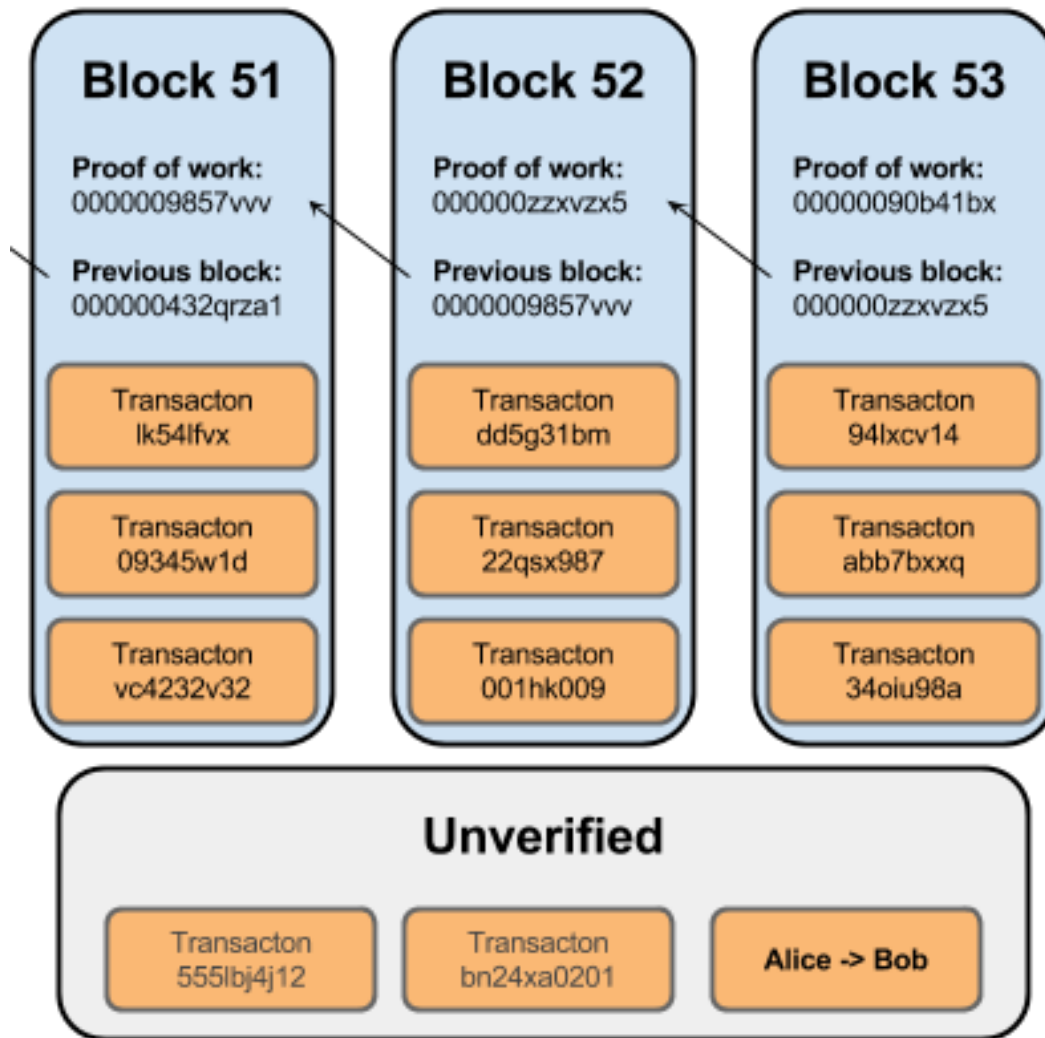 Block 51
Proof of work:
0000009857vvv
Previous block:
000000432qrza1
Transacton
lk54lfvx
Transacton
09345w1d
Transacton
vc4232v32
Block 52
Proof of work:
000000zzxvzx5
Previous block:
0000009857vvv
Transacton
dd5g31bm
Transacton
22qsx987
Transacton
001hk009
Block 53
Proof of work:
00000090b41bx
Previous block:
000000zzxvzx5
Transacton
94lxcv14
Transacton
abb7bxxq
Transacton
34oiu98a
Unverified
Transacton
555lbj4j12
Transacton
bn24xa0201
Alice -> Bob